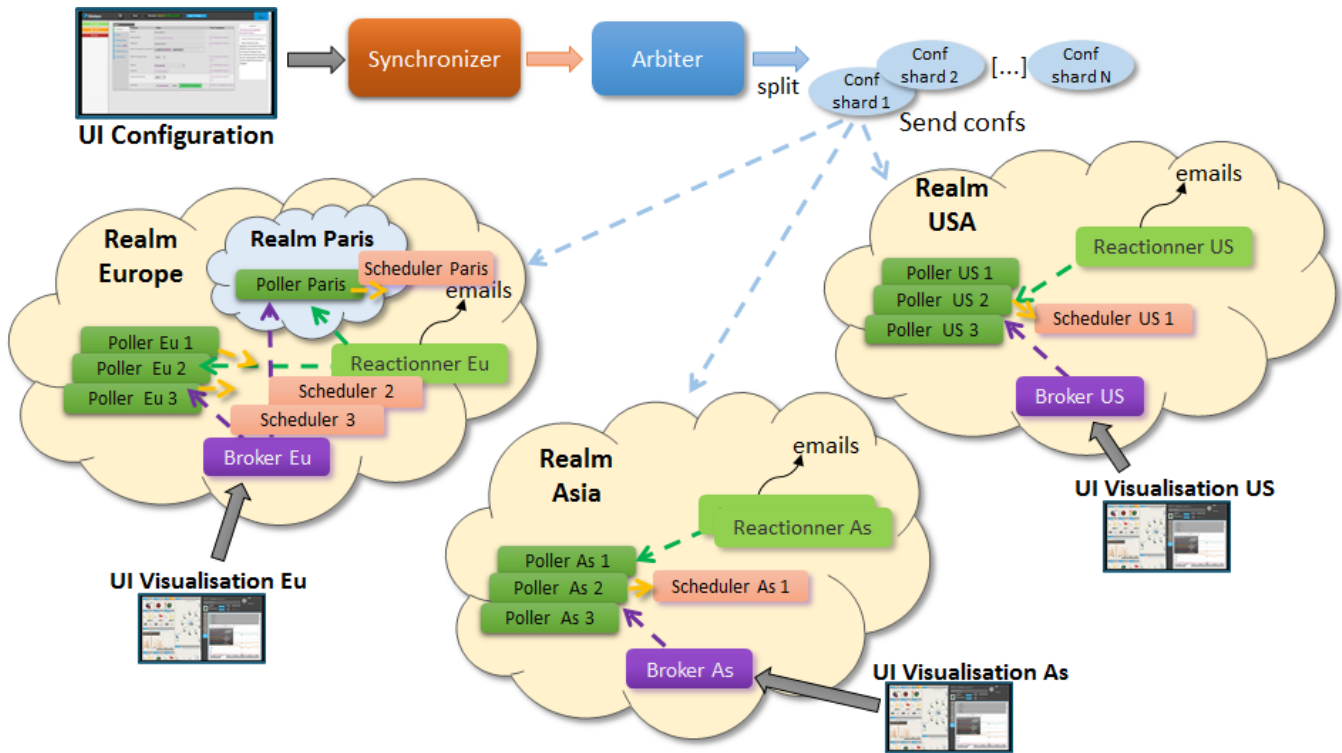 UI Configuration
Synchronizer
Arbiter
split
Conf
shard 1
Conf
shard 2
[...]
Conf
shard N
Send confs
Realm
Europe
Realm Paris
Poller Paris
Scheduler Paris
emails
Poller Eu 1
Poller Eu 2
Poller Eu 3
Reactionner Eu
Scheduler 2
Scheduler 3
Broker Eu
UI Visualisation Eu
Realm
Asia
emails
Reactionner As
Poller As 1
Poller As 2
Poller As 3
Scheduler As 1
Broker As
UI Visualisation As
Realm
USA
emails
Reactionner US
Poller US 1
Poller US 2
Poller US 3
Scheduler US 1
Broker US
UI Visualisation US